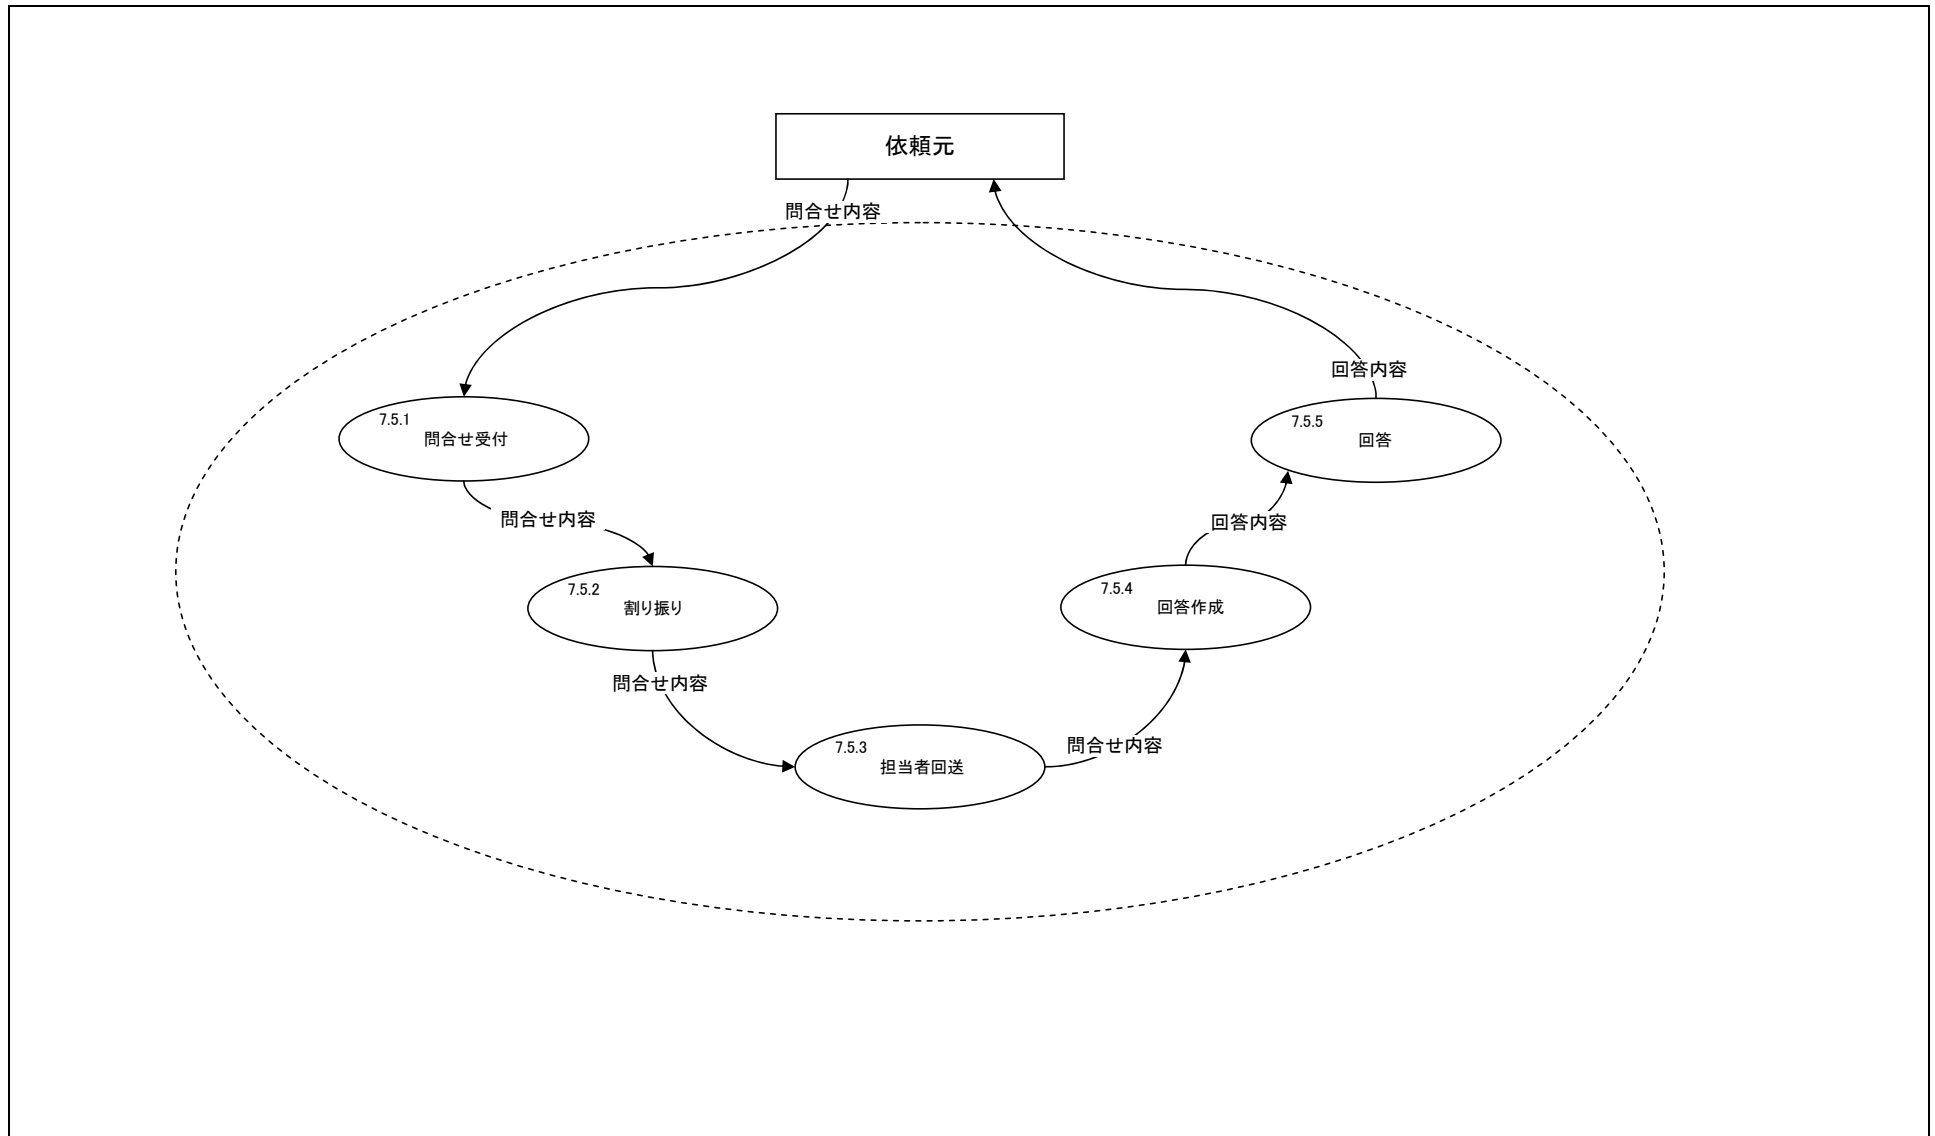 依頼元
問合せ内容
回答内容
7.5.1
問合せ受付
7.5.5
回答
問合せ内容
回答内容
7.5.2
割り振り
7.5.4
回答作成
問合せ内容
問合せ内容
7.5.3
担当者回送